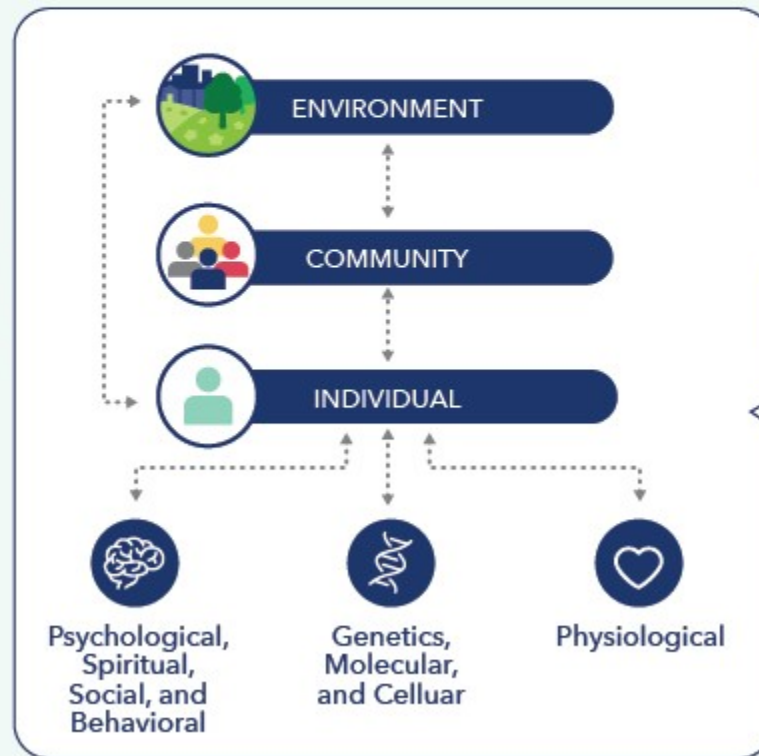 ENVIRONMENT
COMMUNITY
INDIVIDUAL
Psychological,
Spiritual,
Social, and
Behavioral
Genetics,
Molecular,
and Celluar
Physiological